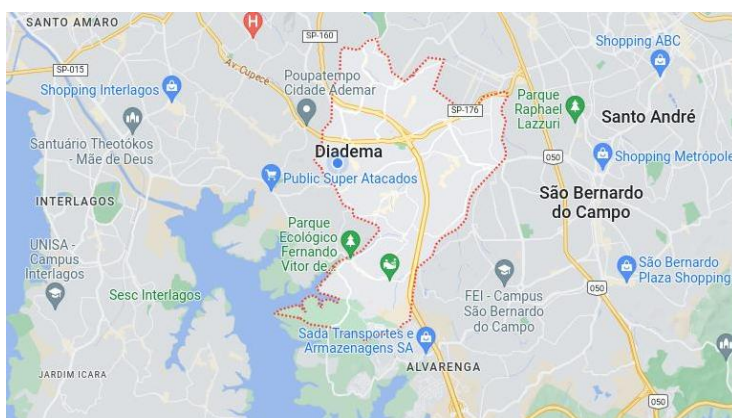 SANTO AMARO
H
SP-160
Shopping ABC
SP-015
Av. Cupecê
Poupatempo
Cidade Ademar
Shopping Interlagos
SP-176
Parque
Raphael
Lazzuri
Santo André
Santuário Theotókos
- Mãe de Deus
Diadema
050
Shopping Metrópole
Public Super Atacados
INTERLAGOS
São Bernardo
do Campo
Parque
Ecológico
Fernando
Vitor de...
UNISA -
Campus
Interlagos
São Bernardo
Plaza Shopping
Sesc Interlagos
FEI - Campus
São Bernardo
do Campo
050
Sada Transportes e
Armazenagens SA
JARDIM ICARA
ALVARENGA
050